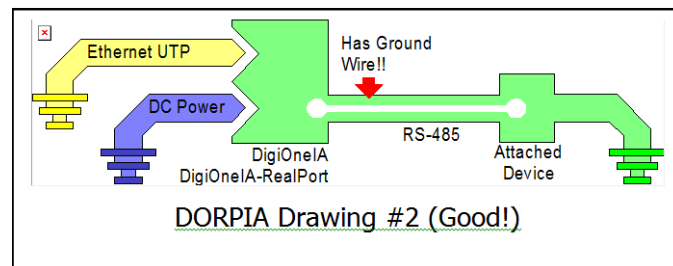 Ethernet UTP
Has Ground
Wire!!
DC Power
RS-485
DigiOneIA
DigiOneIA-RealPort
Attached
Device
DORPIA Drawing #2 (Good!)